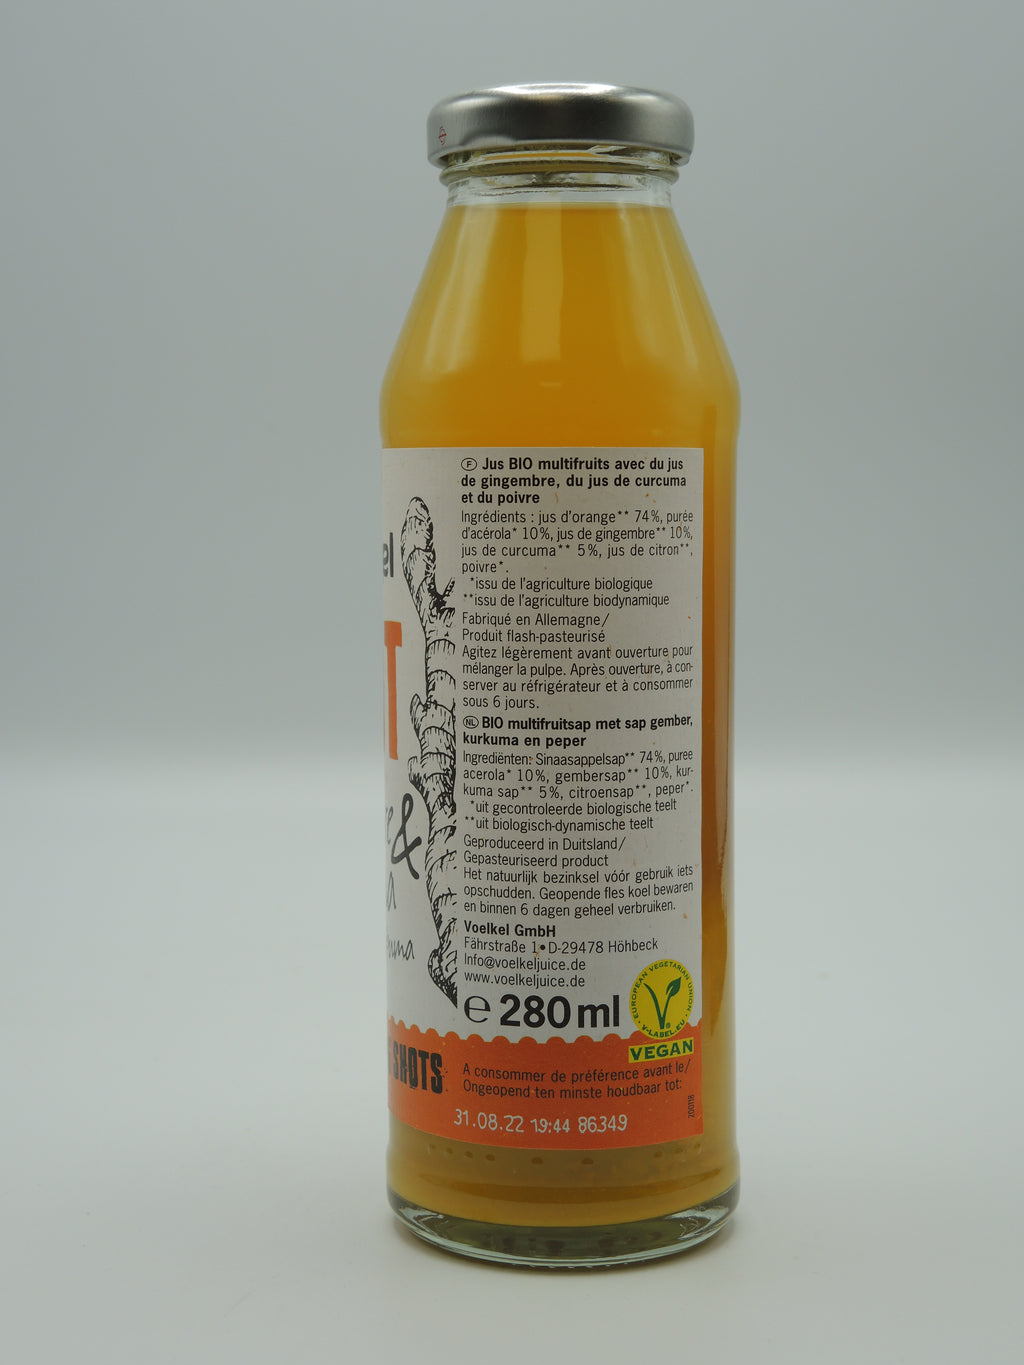 F Jus BIO multifruits avec du jus
de gingembre, du jus de curcuma
et du poivre
Ingrédients : jus d'orange** 74%, purée
d'acérola* 10%, jus de gingembre** 10%,
jus de curcuma** 5%, jus de citron**,
poivre*.
*issu de l'agriculture biologique
**issu de l'agriculture biodynamique
Fabriqué en Allemagne/
Produit flash-pasteurisé
Agitez légèrement avant ouverture pour
mélanger la pulpe. Après ouverture, à con-
server au réfrigérateur et à consommer
sous 6 jours.
NL BIO multifruitsap met sap gember,
kurkuma en peper
Ingrediënten: Sinaasappelsap** 74%, puree
acerola* 10%, gembersap** 10%, kur-
kuma sap** 5%, citroensap**, peper*.
*uit gecontroleerde biologische teelt
**uit biologisch-dynamische teelt
Geproduceerd in Duitsland/
Gepasteuriseerd product
Het natuurlijk bezinksel vóór gebruik iets
opschudden. Geopende fles koel bewaren
en binnen 6 dagen geheel verbruiken.
Voelkel GmbH
Fährstraße 1•D-29478 Höhbeck
Info@voelkeljuice.de
www.voelkeljuice.de
℮ 280 ml
EUROPEAN VEGETARIAN UNION • V-LABEL.EU •
VEGAN
el
T
&
SHOTS
A consommer de préférence avant le/
Ongeopend ten minste houdbaar tot:
31.08.22 19:44 86349
200118